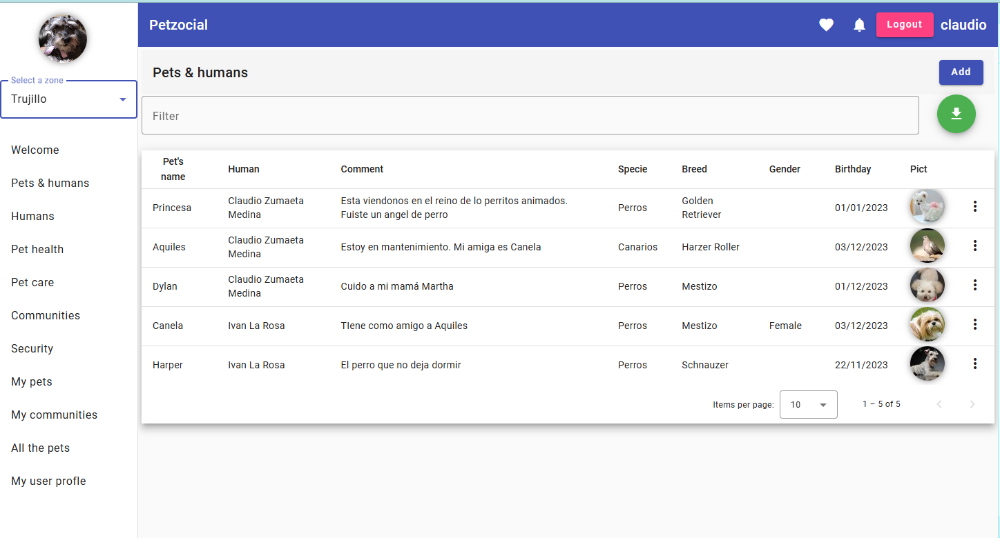 Petzocial
Logout
claudio
Select a zone
Trujillo
Welcome
Pets & humans
Humans
Pet health
Pet care
Communities
Security
My pets
My communities
All the pets
My user profle
Pets & humans
Add
Filter
Pet's
name
Human
Comment
Specie
Breed
Gender
Birthday
Pict
Princesa
Claudio Zumaeta
Medina
Esta viendonos en el reino de lo perritos animados.
Fuiste un angel de perro
Perros
Golden
Retriever
01/01/2023
Aquiles
Claudio Zumaeta
Medina
Estoy en mantenimiento. Mi amiga es Canela
Canarios
Harzer Roller
03/12/2023
Dylan
Claudio Zumaeta
Medina
Cuido a mi mamá Martha
Perros
Mestizo
01/12/2023
Canela
Ivan La Rosa
TIene como amigo a Aquiles
Perros
Mestizo
Female
03/12/2023
Harper
Ivan La Rosa
El perro que no deja dormir
Perros
Schnauzer
22/11/2023
Items per page:
10
1 – 5 of 5